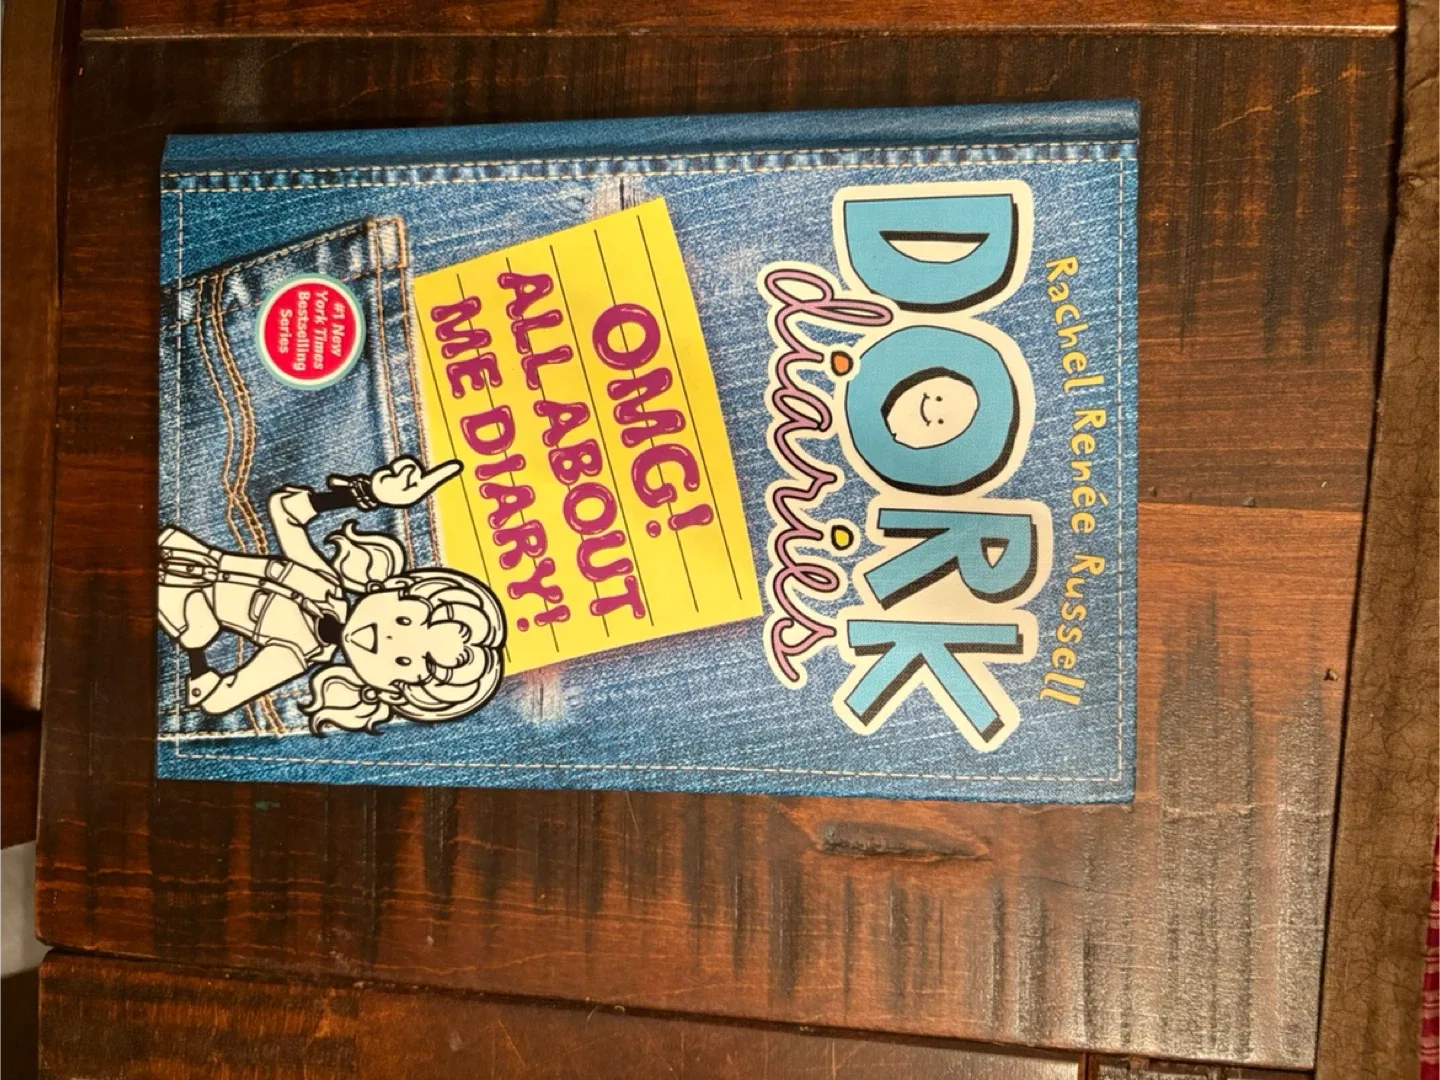 Rachel Renée Russell
DORK
diaries
OMG!
ALL ABOUT
ME DIARY!
#1 New
York Times
Bestselling
Series